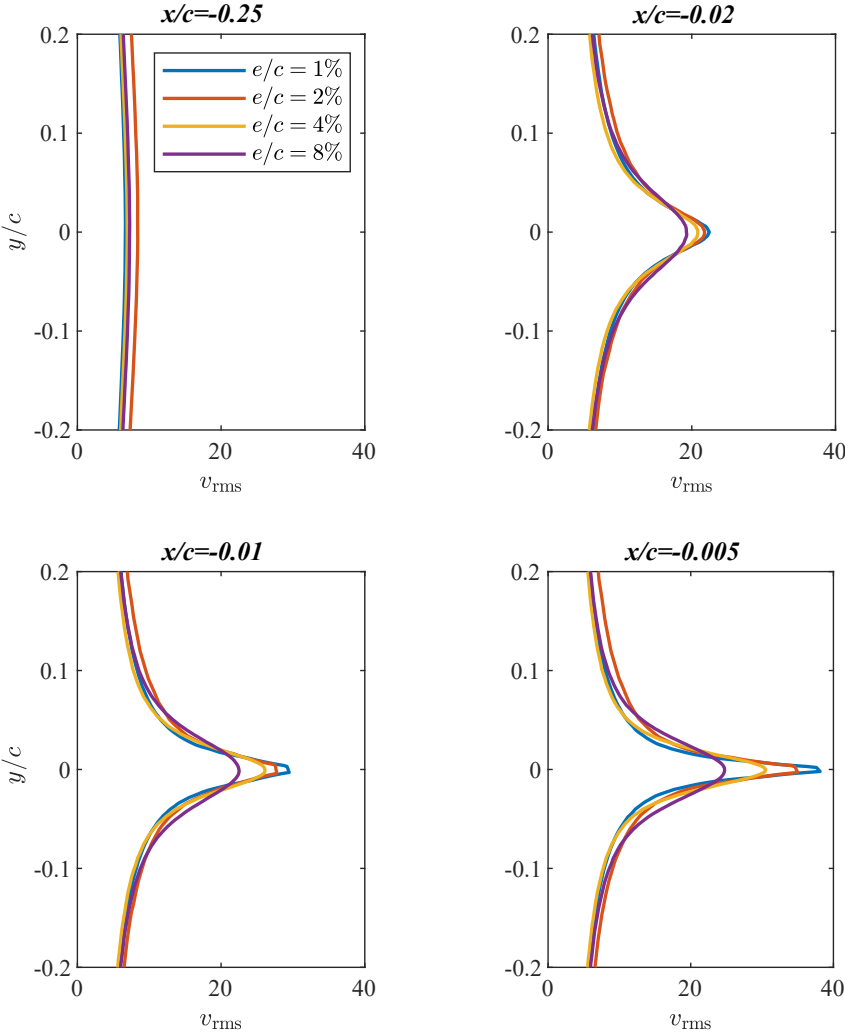 x/c=-0.25
0.2
0.1
0
-0.1
-0.2
y/c
0
20
40
v_rms
e/c = 1%
e/c = 2%
e/c = 4%
e/c = 8%
x/c=-0.02
0.2
0.1
0
-0.1
-0.2
0
20
40
v_rms
x/c=-0.01
0.2
0.1
0
-0.1
-0.2
y/c
0
20
40
v_rms
x/c=-0.005
0.2
0.1
0
-0.1
-0.2
0
20
40
v_rms